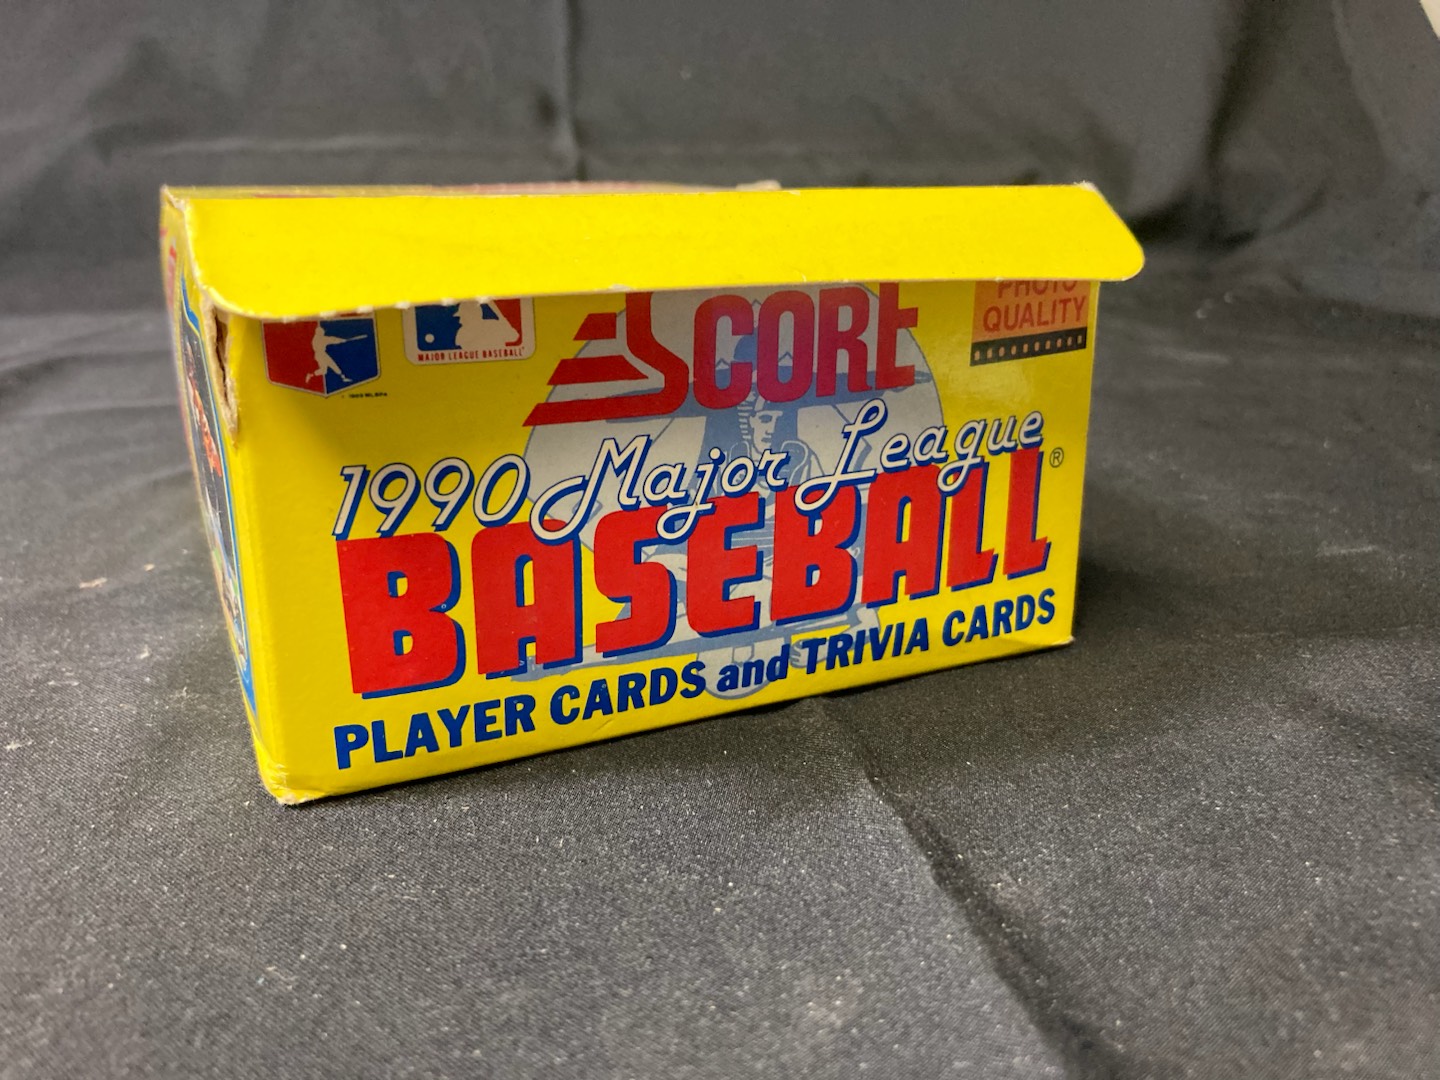 MAJOR LEAGUE BASEBALL
SCORE
PHOTO
QUALITY
1990 Major League
BASEBALL®
PLAYER CARDS and TRIVIA CARDS